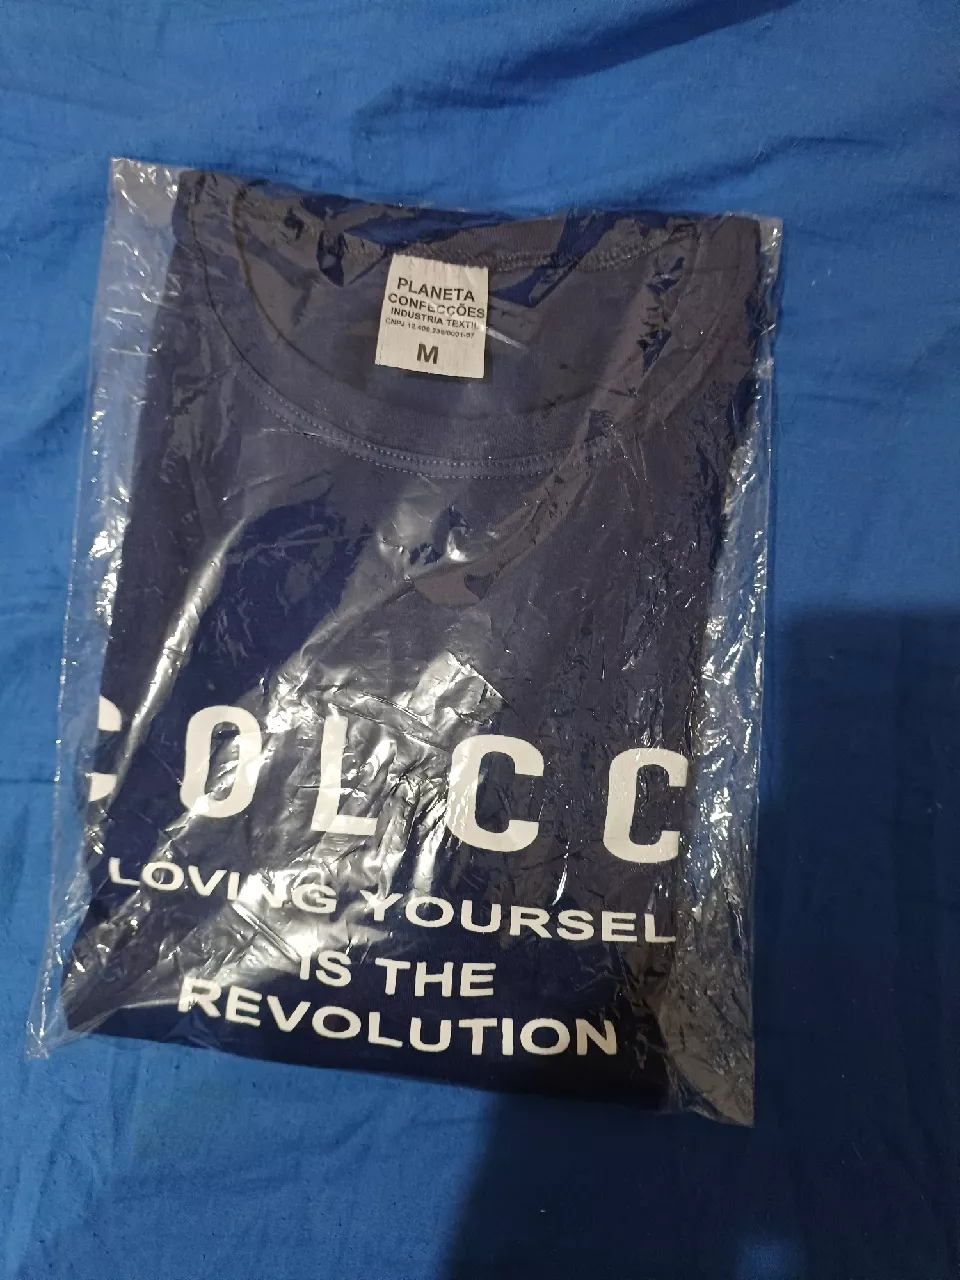 PLANETA
CONFECÇÕES
INDUSTRIA TEXTIL
M
COLCC
LOVING YOURSEL
IS THE
REVOLUTION